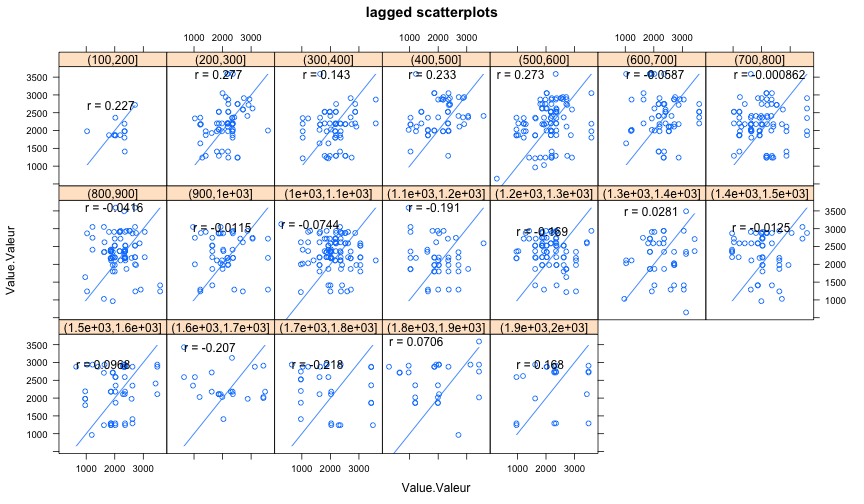 lagged scatterplots
1000 2000 3000 1000 2000 3000 1000 2000 3000
(100,200] (200,300] (300,400] (400,500] (500,600] (600,700] (700,800]
3500
3000
2500
2000
1500
1000
r = 0.227 r = 0.277 r = 0.143 r = 0.233 r = 0.273 r = -0.0587 r = -0.000862
(800,900] (900,1e+03] (1e+03,1.1e+03] (1.1e+03,1.2e+03] (1.2e+03,1.3e+03] (1.3e+03,1.4e+03] (1.4e+03,1.5e+03]
r = -0.0416 r = -0.0115 r = -0.0744 r = -0.191 r = -0.169 r = 0.0281 r = -0.0125
3500
3000
2500
2000
1500
1000
(1.5e+03,1.6e+03] (1.6e+03,1.7e+03] (1.7e+03,1.8e+03] (1.8e+03,1.9e+03] (1.9e+03,2e+03]
3500
3000
2500
2000
1500
1000
r = 0.0968 r = -0.207 r = -0.218 r = 0.0706 r = 0.168
1000 2000 3000 1000 2000 3000 1000 2000 3000
Value.Valeur
Value.Valeur